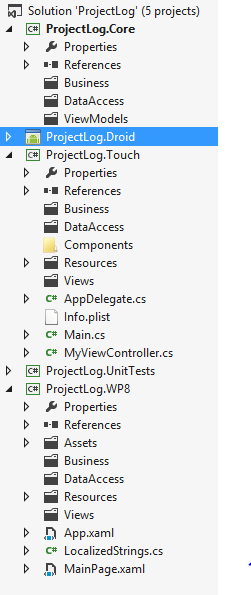 Solution 'ProjectLog' (5 projects)
C# ProjectLog.Core
Properties
References
Business
DataAccess
ViewModels
ProjectLog.Droid
C# ProjectLog.Touch
Properties
References
Business
DataAccess
Components
Resources
Views
C# AppDelegate.cs
Info.plist
C# Main.cs
C# MyViewController.cs
C# ProjectLog.UnitTests
C# ProjectLog.WP8
Properties
References
Assets
Business
DataAccess
Resources
Views
App.xaml
C# LocalizedStrings.cs
MainPage.xaml